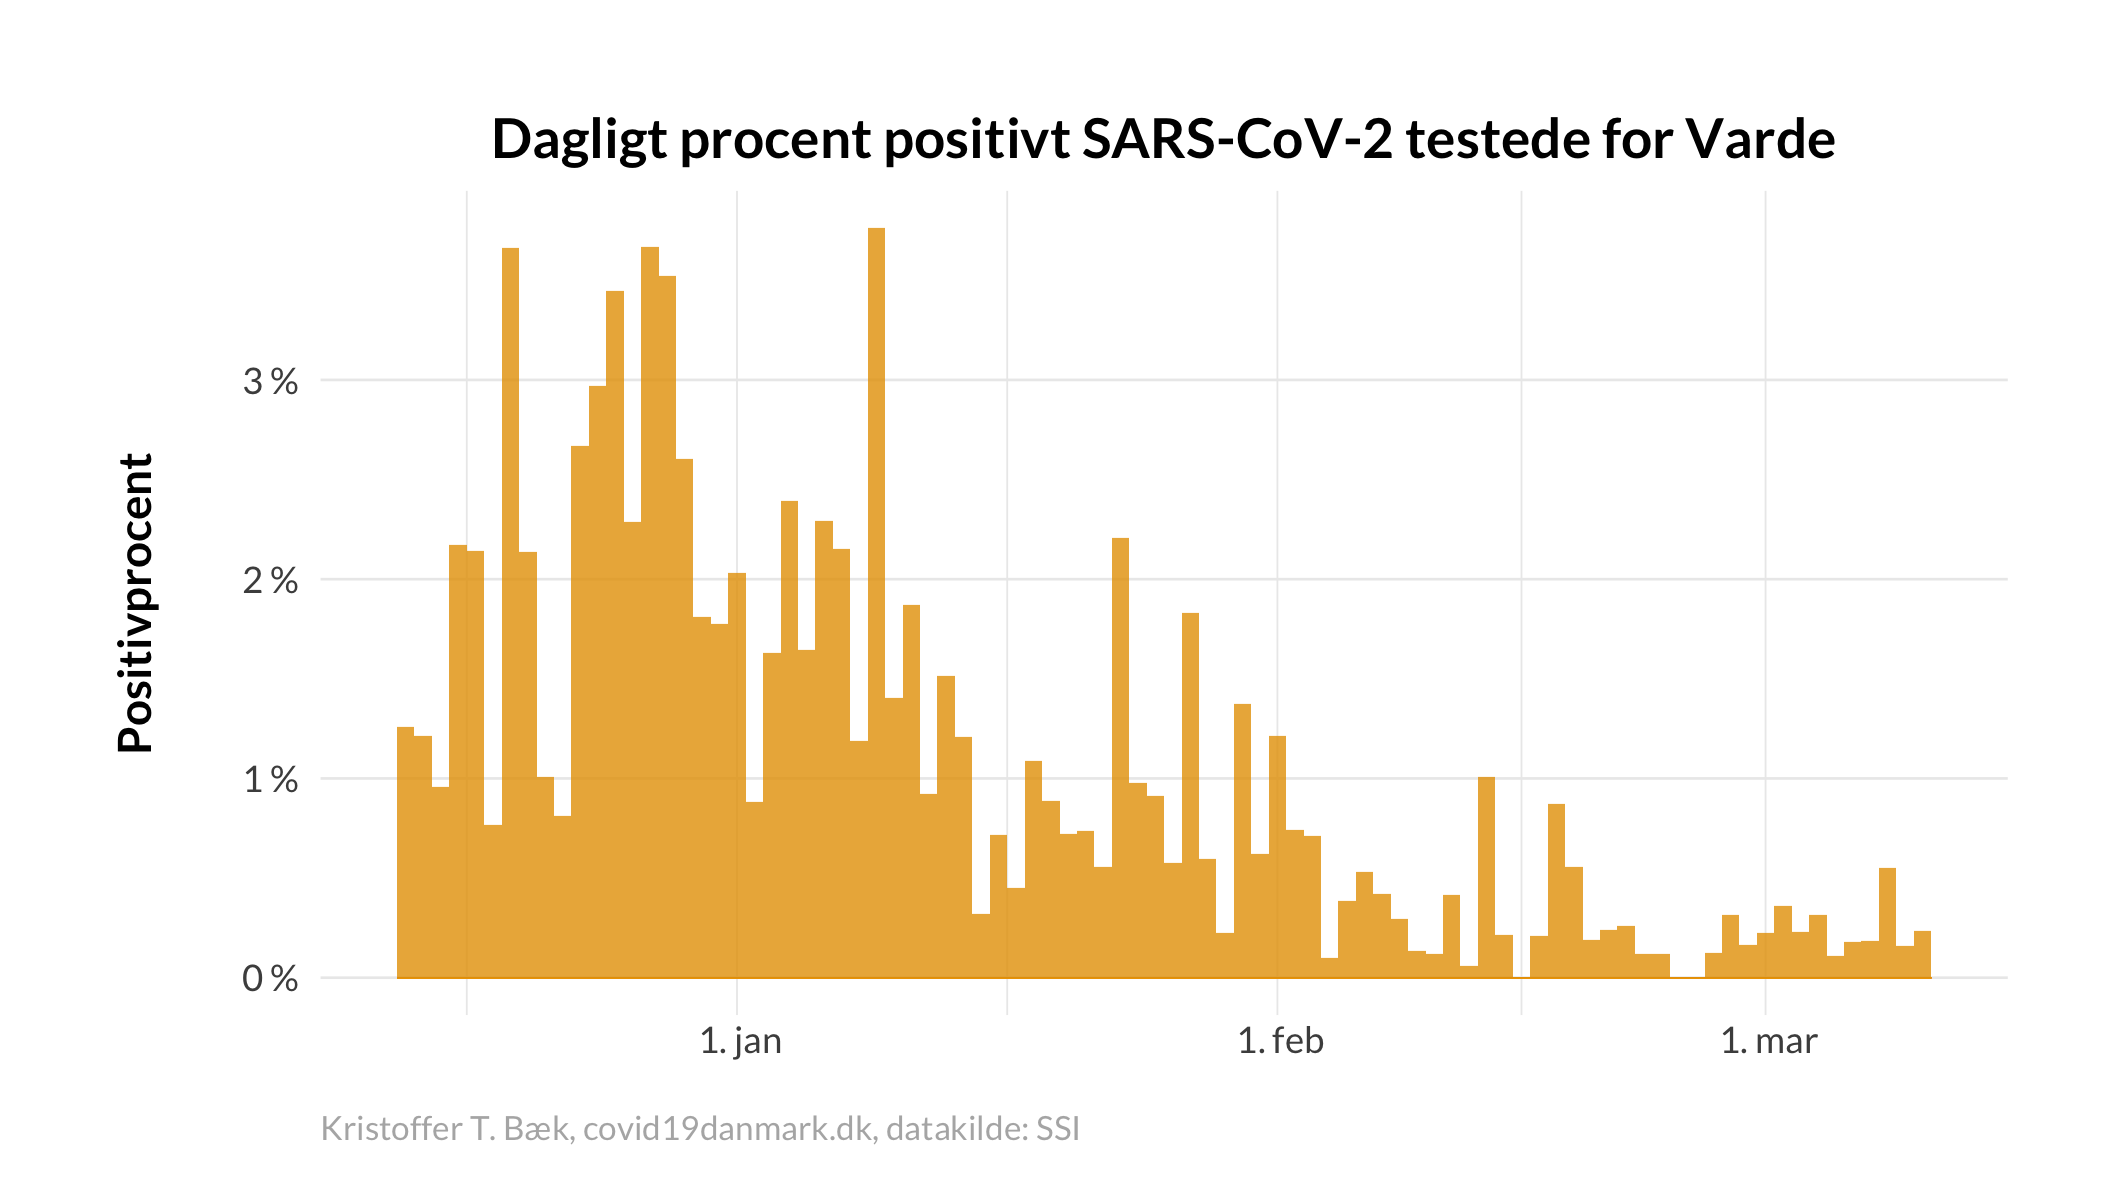 Dagligt procent positivt SARS-CoV-2 testede for Varde
Positivprocent
3 %
2 %
1 %
0 %
1. jan
1. feb
1. mar
Kristoffer T. Bæk, covid19danmark.dk, datakilde: SSI